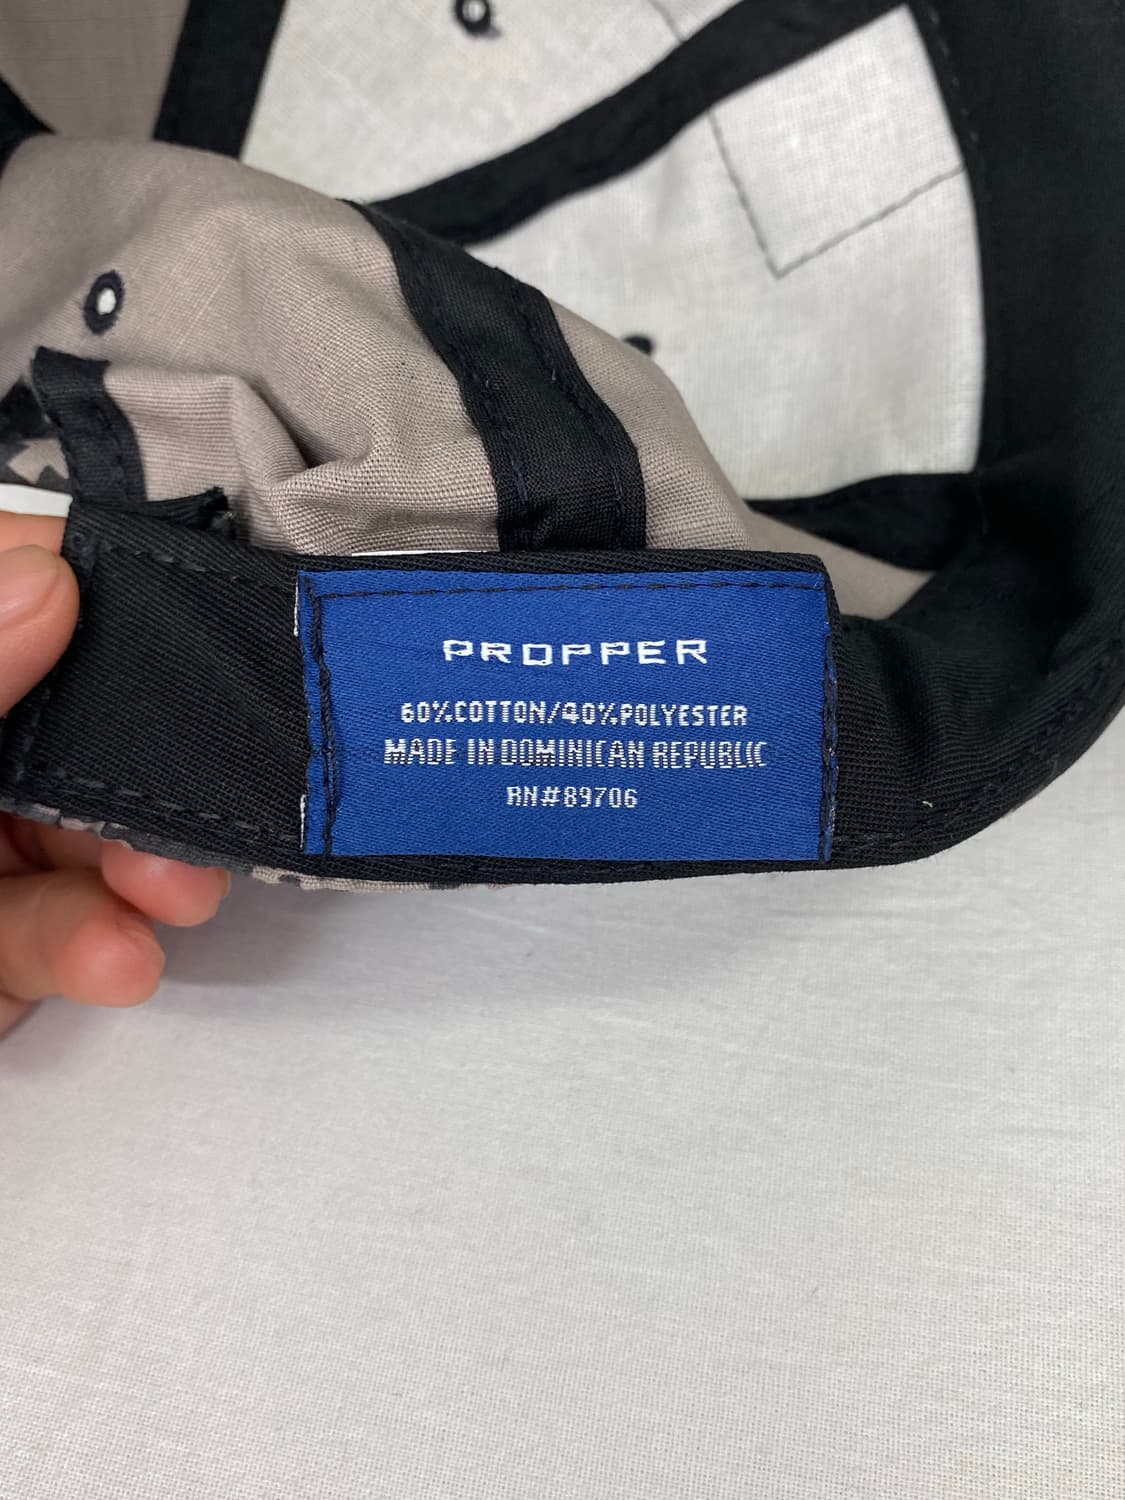 PROPPER
60%COTTON/40%POLYESTER
MADE IN DOMINICAN REPUBLIC
RN#89706